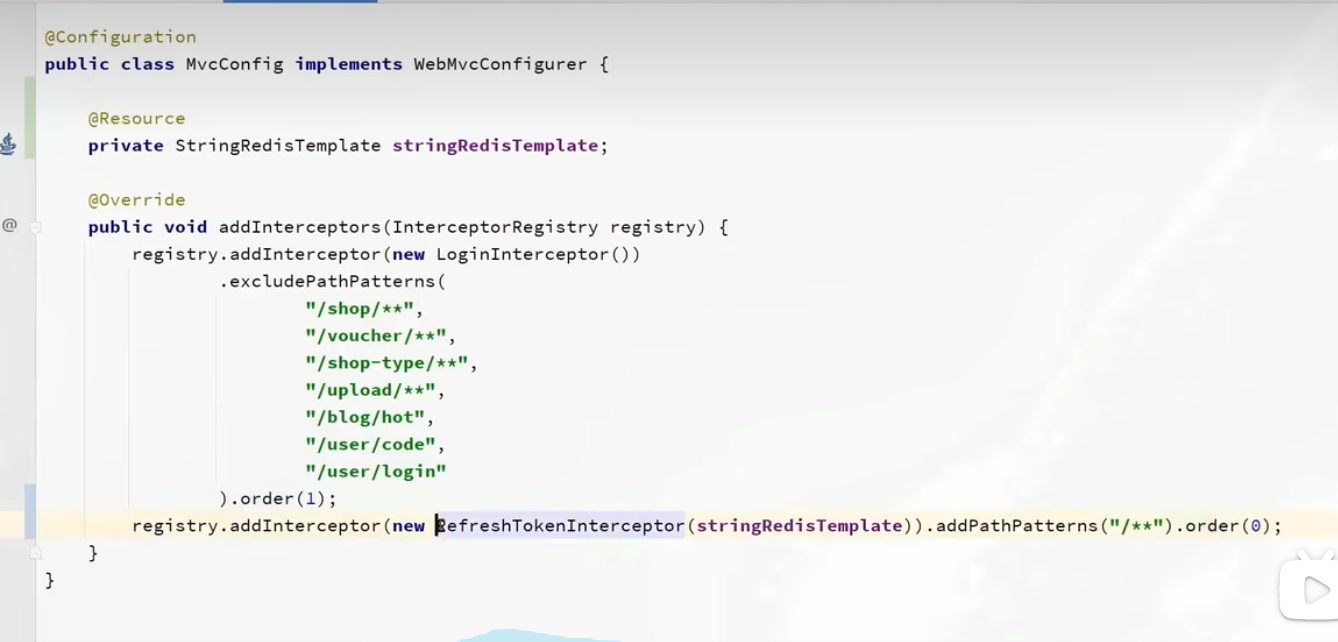 @Configuration
public class MvcConfig implements WebMvcConfigurer {
@Resource
private StringRedisTemplate stringRedisTemplate;
@Override
public void addInterceptors(InterceptorRegistry registry) {
registry.addInterceptor(new LoginInterceptor())
.excludePathPatterns(
"/shop/**",
"/voucher/**",
"/shop-type/**",
"/upload/**",
"/blog/hot",
"/user/code",
"/user/login"
).order(1);
registry.addInterceptor(new RefreshTokenInterceptor(stringRedisTemplate)).addPathPatterns("/**").order(0);
}
}